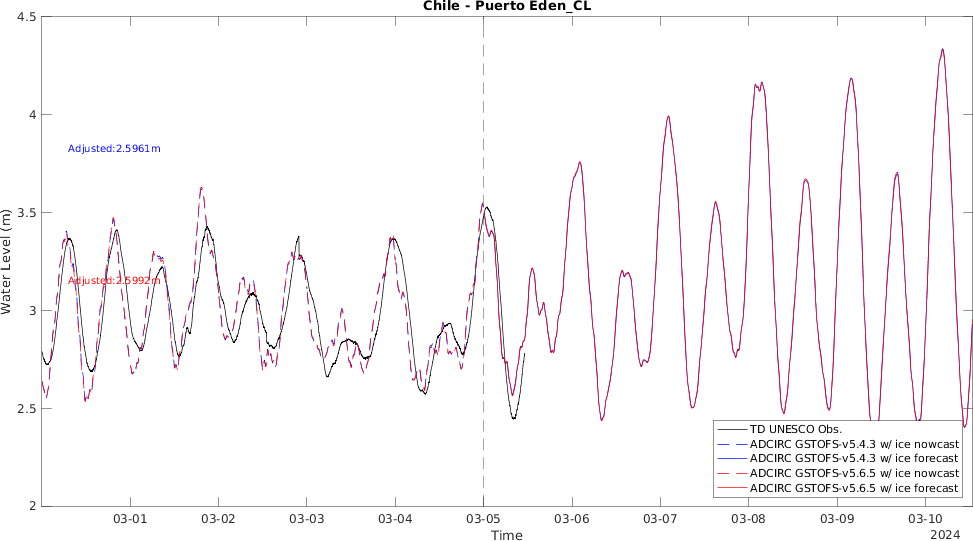 Chile - Puerto Eden_CL
4.5
4
3.5
3
2.5
2
Water Level (m)
Adjusted:2.5961m
Adjusted:2.5992m
TD UNESCO Obs.
ADCIRC GSTOFS-v5.4.3 w/ ice nowcast
ADCIRC GSTOFS-v5.4.3 w/ ice forecast
ADCIRC GSTOFS-v5.6.5 w/ ice nowcast
ADCIRC GSTOFS-v5.6.5 w/ ice forecast
03-01 03-02 03-03 03-04 03-05 03-06 03-07 03-08 03-09 03-10
Time
2024